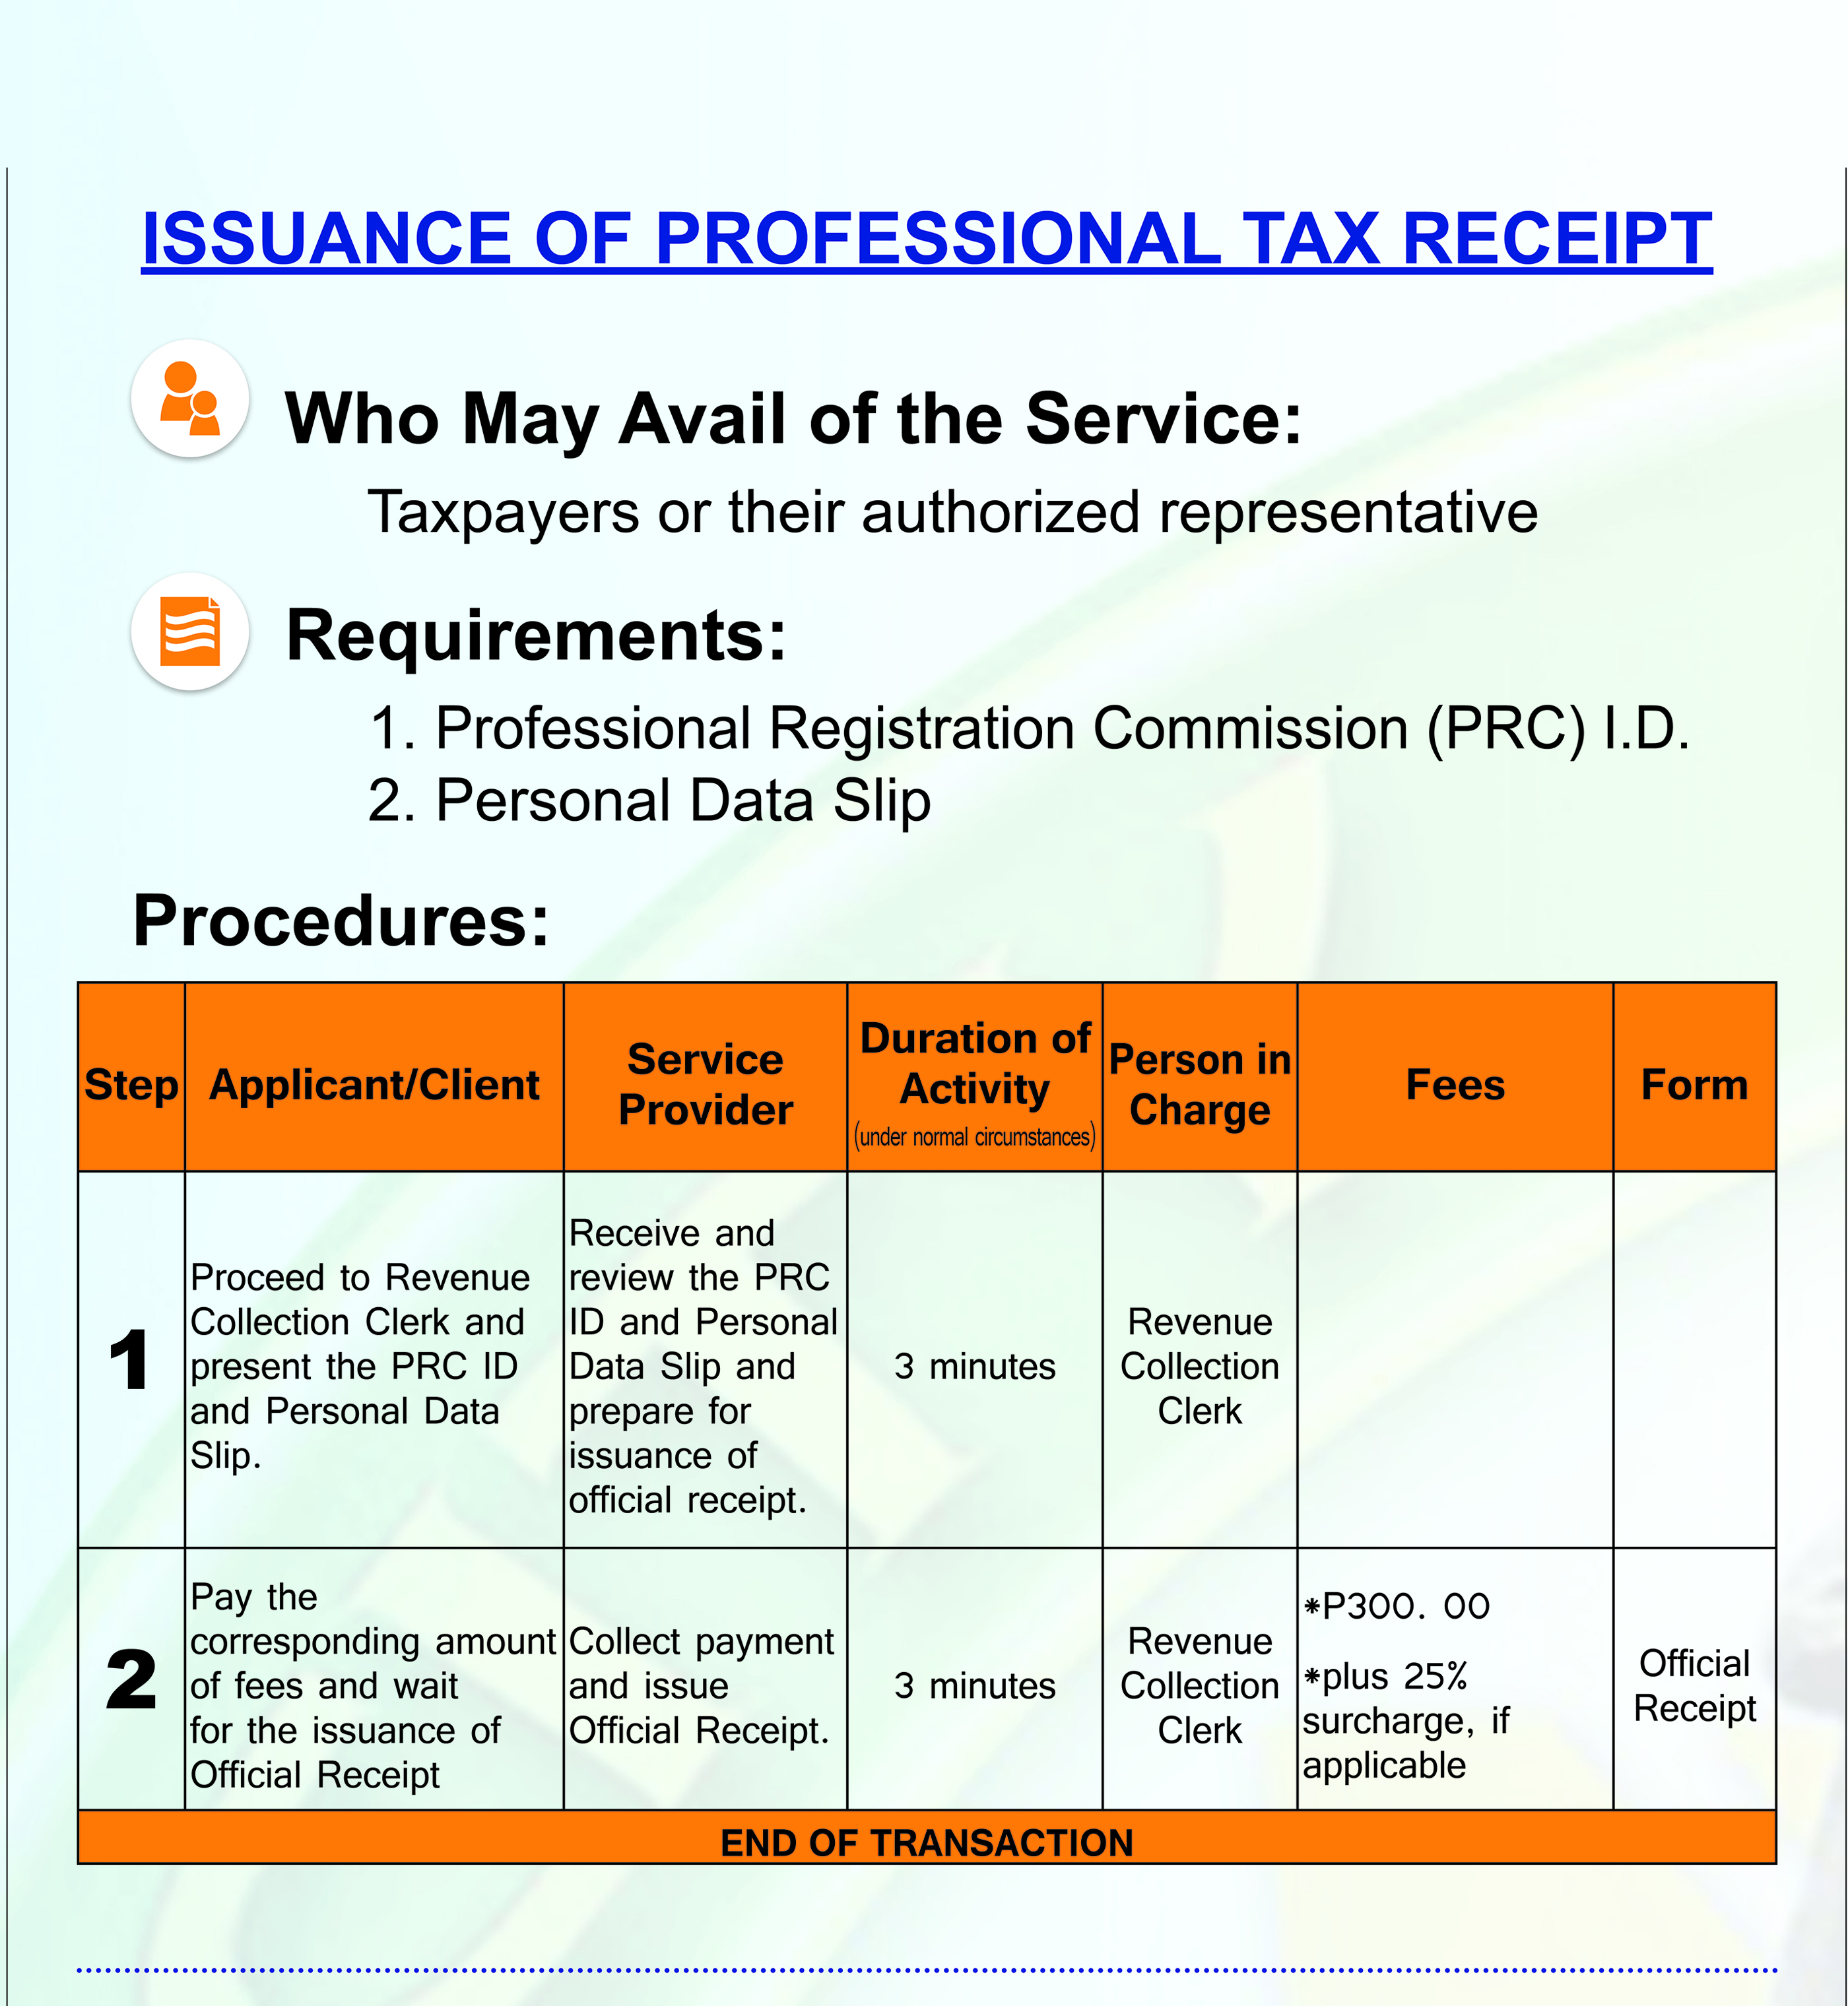 ISSUANCE OF PROFESSIONAL TAX RECEIPT
Who May Avail of the Service:
Taxpayers or their authorized representative
Requirements:
1. Professional Registration Commission (PRC) I.D.
2. Personal Data Slip
Procedures:
Step
Applicant/Client
Service
Provider
Duration of
Activity
(under normal circumstances)
Person in
Charge
Fees
Form
1
Proceed to Revenue
Collection Clerk and
present the PRC ID
and Personal Data
Slip.
Receive and
review the PRC
ID and Personal
Data Slip and
prepare for
issuance of
official receipt.
3 minutes
Revenue
Collection
Clerk
2
Pay the
corresponding amount
of fees and wait
for the issuance of
Official Receipt
Collect payment
and issue
Official Receipt.
3 minutes
Revenue
Collection
Clerk
*P300. 00
*plus 25%
surcharge, if
applicable
Official
Receipt
END OF TRANSACTION